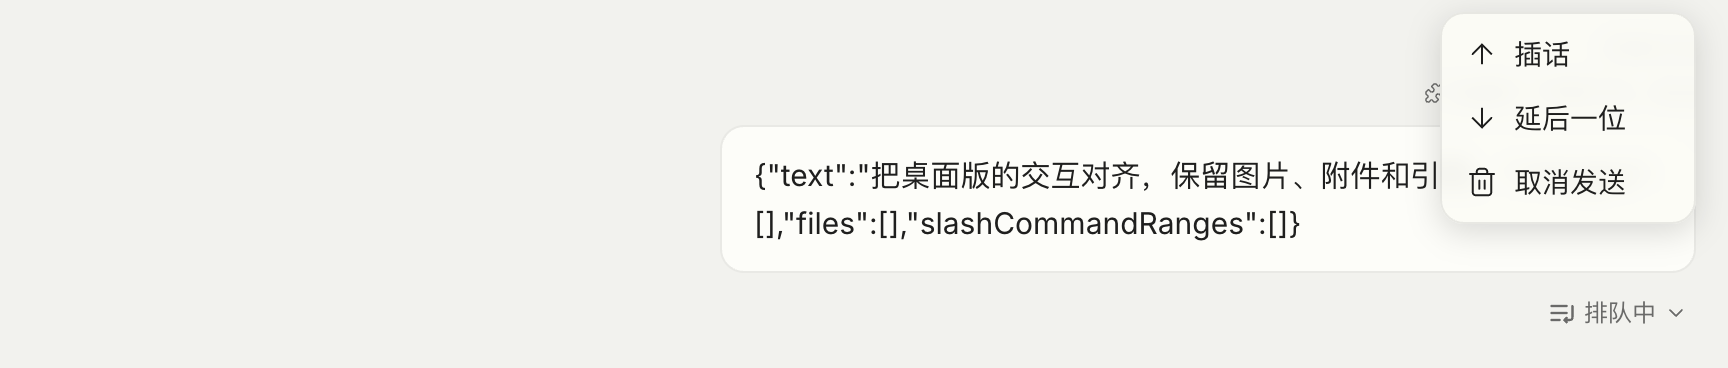 插话
延后一位
取消发送
{"text":"把桌面版的交互对齐，保留图片、附件和引
[],"files":[],"slashCommandRanges":[]}
排队中